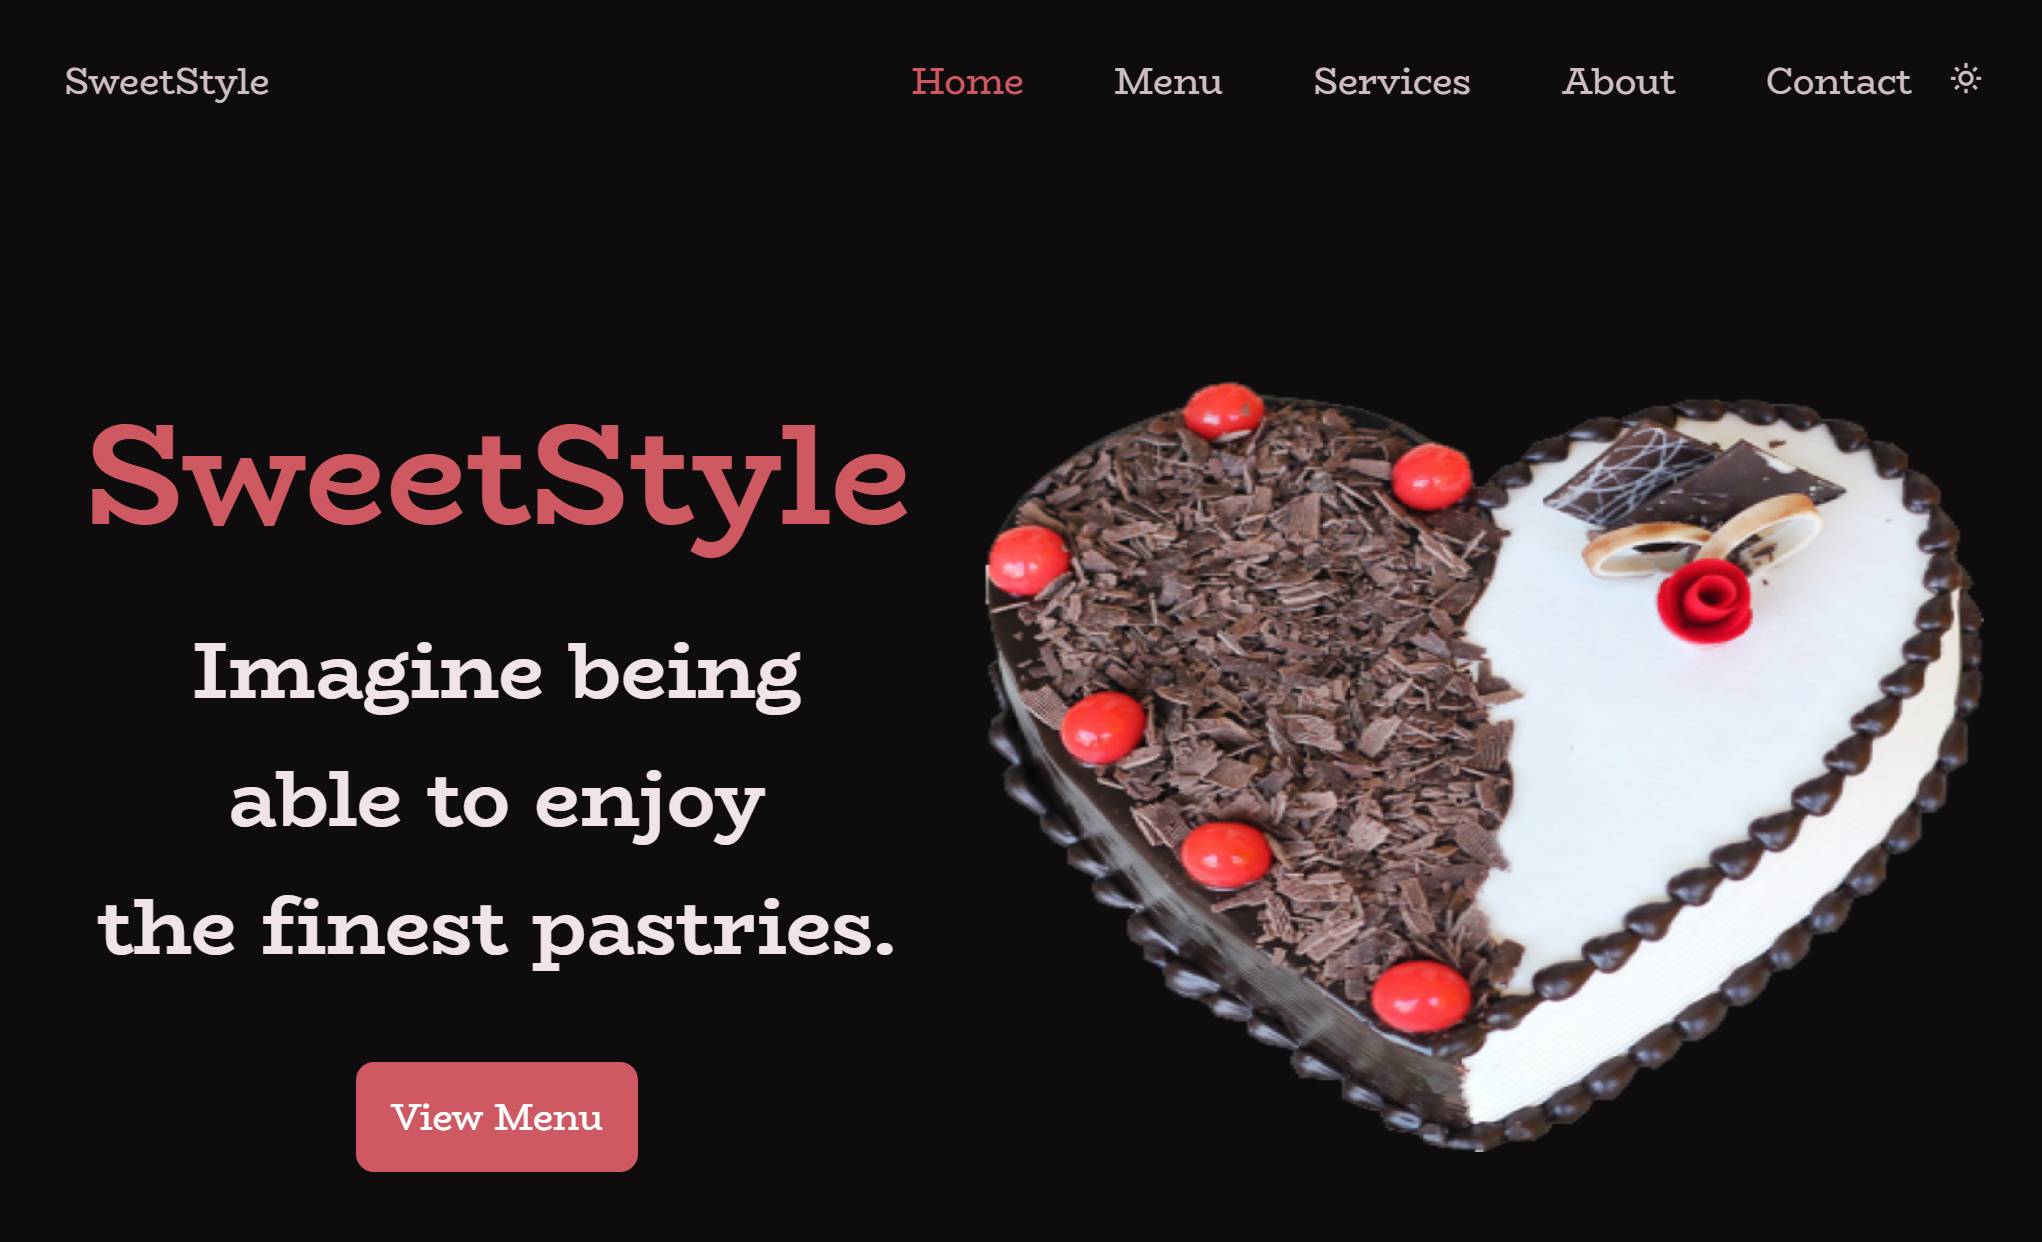 SweetStyle
Home Menu Services About Contact
SweetStyle
Imagine being
able to enjoy
the finest pastries.
View Menu